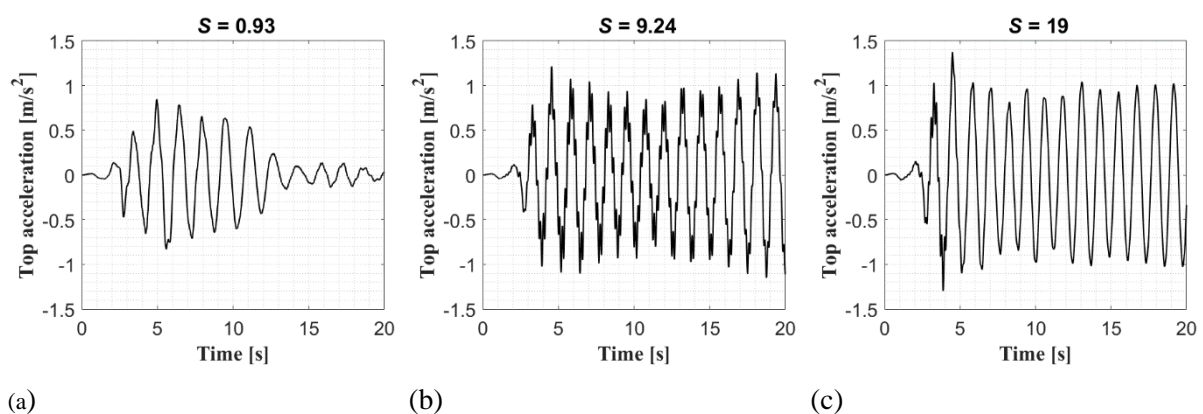 S = 0.93
1.5
1
0.5
0
-0.5
-1
-1.5
Top acceleration [m/s²]
0 5 10 15 20
Time [s]
(a)
S = 9.24
1.5
1
0.5
0
-0.5
-1
-1.5
Top acceleration [m/s²]
0 5 10 15 20
Time [s]
(b)
S = 19
1.5
1
0.5
0
-0.5
-1
-1.5
Top acceleration [m/s²]
0 5 10 15 20
Time [s]
(c)